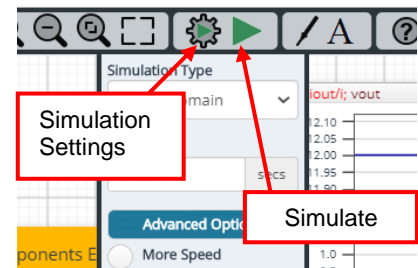 A
?
Simulation Type
omain
iout/i; vout
Simulation
Settings
12.10
12.05
12.00
11.95
11.90
secs
Simulate
Advanced Optio
ponents E
More Speed
1.0